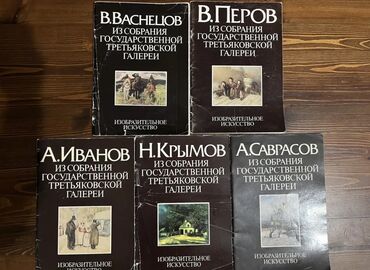 В.ВАСНЕЦОВ
ИЗ СОБРАНИЯ
ГОСУДАРСТВЕННОЙ
ТРЕТЬЯКОВСКОЙ
ГАЛЕРЕИ
ИЗОБРАЗИТЕЛЬНОЕ
ИСКУССТВО
В.ПЕРОВ
ИЗ СОБРАНИЯ
ГОСУДАРСТВЕННОЙ
ТРЕТЬЯКОВСКОЙ
ГАЛЕРЕИ
ИЗОБРАЗИТЕЛЬНОЕ
ИСКУССТВО
А.ИВАНОВ
ИЗ СОБРАНИЯ
ГОСУДАРСТВЕННОЙ
ТРЕТЬЯКОВСКОЙ
ГАЛЕРЕИ
ИЗОБРАЗИТЕЛЬНОЕ
ИСКУССТВО
Н.КРЫМОВ
ИЗ СОБРАНИЯ
ГОСУДАРСТВЕННОЙ
ТРЕТЬЯКОВСКОЙ
ГАЛЕРЕИ
ИЗОБРАЗИТЕЛЬНОЕ
ИСКУССТВО
А.САВРАСОВ
ИЗ СОБРАНИЯ
ГОСУДАРСТВЕННОЙ
ТРЕТЬЯКОВСКОЙ
ГАЛЕРЕИ
ИЗОБРАЗИТЕЛЬНОЕ
ИСКУССТВО